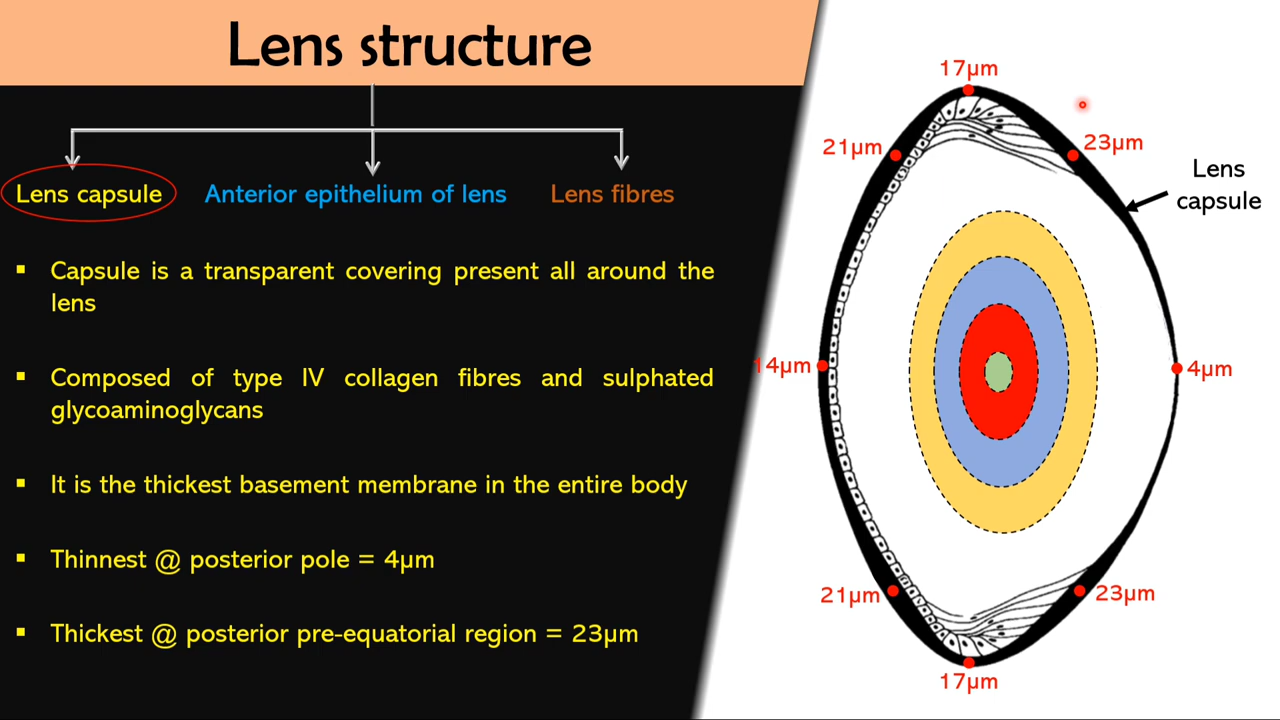 Lens structure
Lens capsule
Anterior epithelium of lens
Lens fibres
Capsule is a transparent covering present all around the
lens
Composed of type IV collagen fibres and sulphated
glycoaminoglycans
It is the thickest basement membrane in the entire body
Thinnest @ posterior pole = 4µm
Thickest @ posterior pre-equatorial region = 23µm
17µm
21µm
23µm
Lens
capsule
14µm
4µm
21µm
23µm
17µm